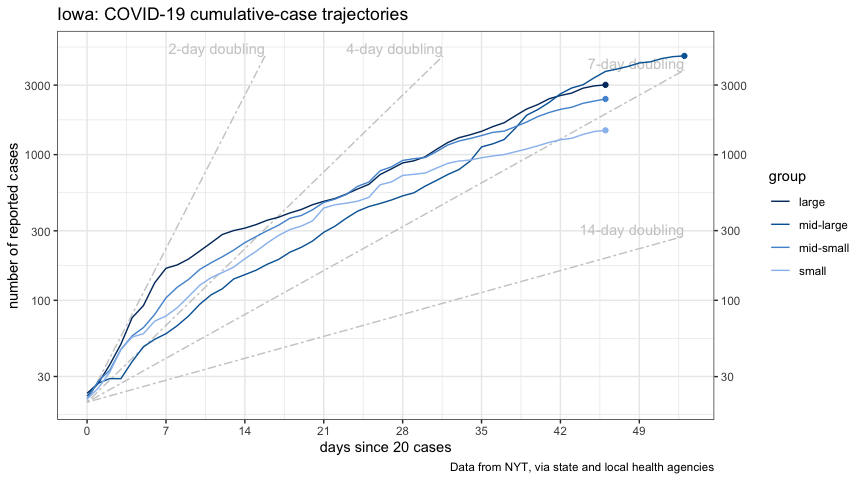 Iowa: COVID-19 cumulative-case trajectories
2-day doubling
4-day doubling
7-day doubling
14-day doubling
3000
1000
300
100
30
3000
1000
300
100
30
number of reported cases
0 7 14 21 28 35 42 49
days since 20 cases
group
large
mid-large
mid-small
small
Data from NYT, via state and local health agencies